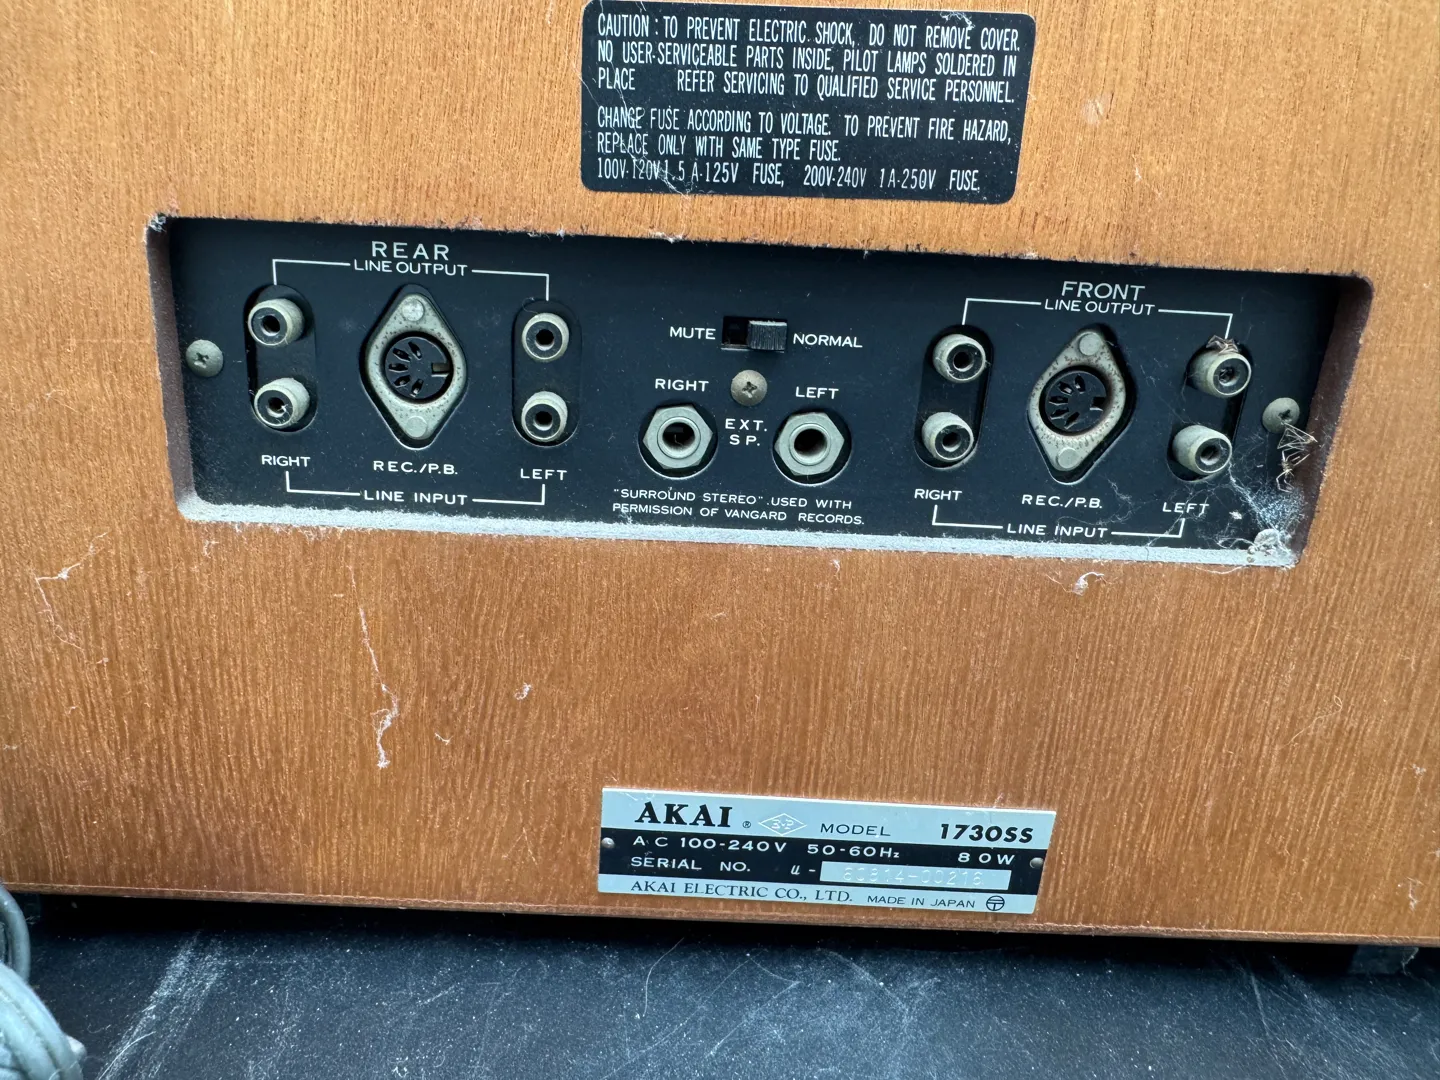 CAUTION : TO PREVENT ELECTRIC SHOCK, DO NOT REMOVE COVER.
NO USER-SERVICEABLE PARTS INSIDE, PILOT LAMPS SOLDERED IN
PLACE REFER SERVICING TO QUALIFIED SERVICE PERSONNEL.
CHANGE FUSE ACCORDING TO VOLTAGE. TO PREVENT FIRE HAZARD,
REPLACE ONLY WITH SAME TYPE FUSE.
100V-120V 1.5A-125V FUSE, 200V-240V 1A-250V FUSE.
REAR
LINE OUTPUT
RIGHT
REC./P.B.
LEFT
LINE INPUT
MUTE
NORMAL
RIGHT
LEFT
EXT.
SP.
"SURROUND STEREO" USED WITH
PERMISSION OF VANGARD RECORDS.
FRONT
LINE OUTPUT
RIGHT
REC./P.B.
LEFT
LINE INPUT
AKAI ® MODEL 1730SS
AC 100-240V 50-60Hz 80W
SERIAL NO. u-
AKAI ELECTRIC CO., LTD. MADE IN JAPAN